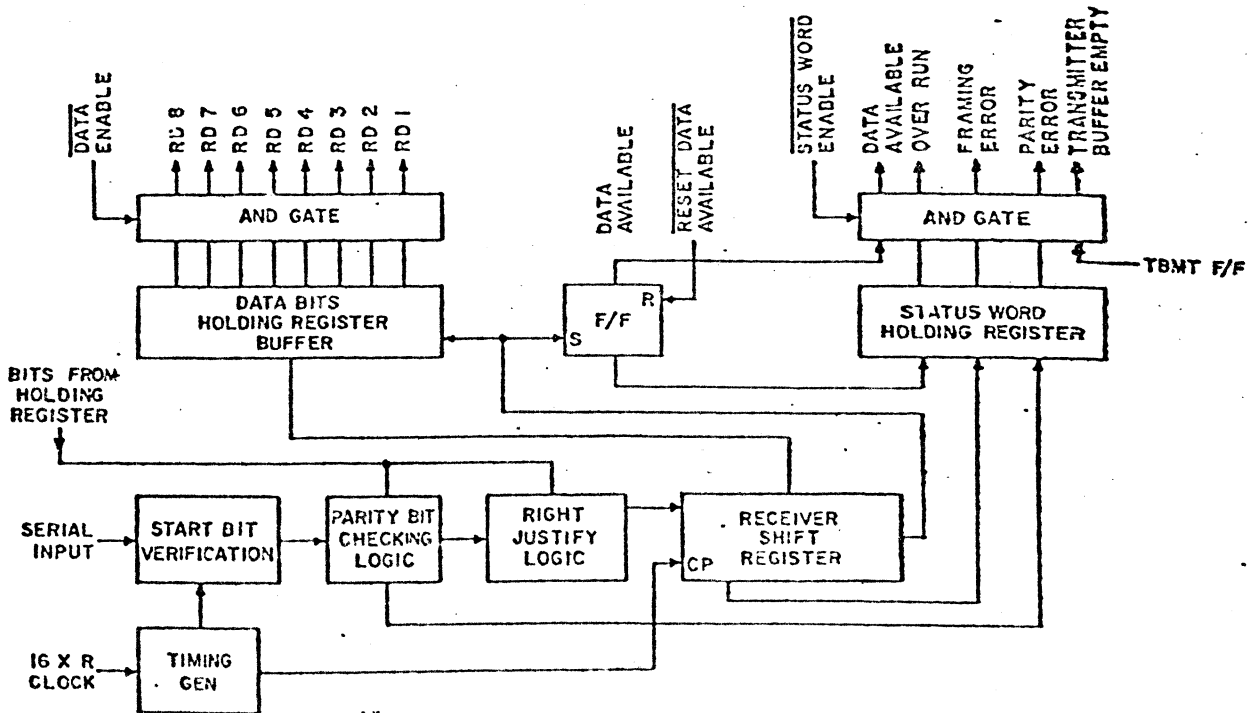 DATA
ENABLE
RD 8
RD 7
RD 6
RD 5
RD 4
RD 3
RD 2
RD 1
DATA
AVAILABLE
RESET DATA
AVAILABLE
STATUS WORD
ENABLE
DATA
AVAILABLE
OVER RUN
FRAMING
ERROR
PARITY
ERROR
TRANSMITTER
BUFFER EMPTY
AND GATE
AND GATE
TBMT F/F
DATA BITS
HOLDING REGISTER
BUFFER
R
F/F
S
STATUS WORD
HOLDING REGISTER
BITS FROM
HOLDING
REGISTER
SERIAL
INPUT
START BIT
VERIFICATION
PARITY BIT
CHECKING
LOGIC
RIGHT
JUSTIFY
LOGIC
RECEIVER
SHIFT
REGISTER
CP
16 X R
CLOCK
TIMING
GEN